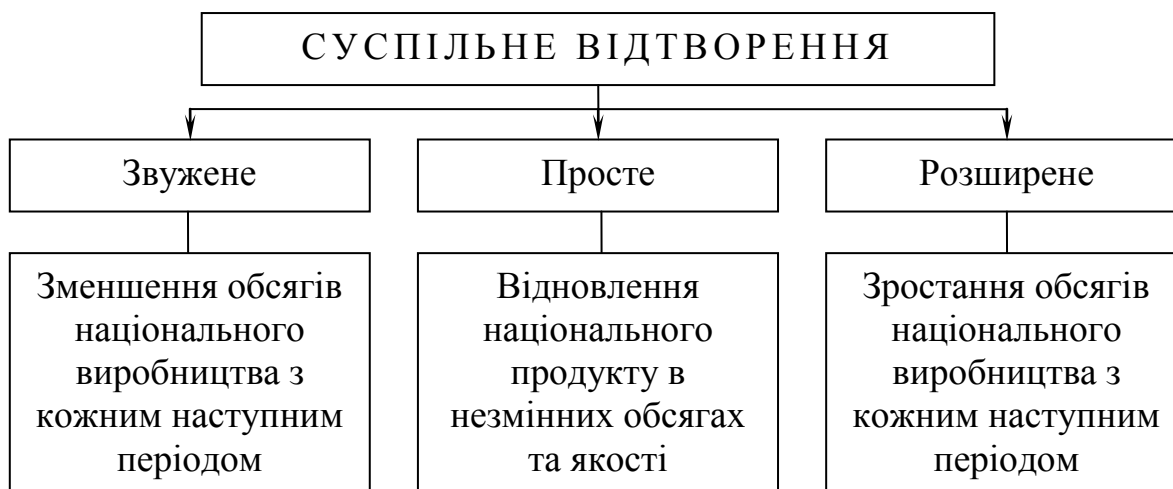 СУСПІЛЬНЕ ВІДТВОРЕННЯ
Звужене
Просте
Розширене
Зменшення обсягів
національного
виробництва з
кожним наступним
періодом
Відновлення
національного
продукту в
незмінних обсягах
та якості
Зростання обсягів
національного
виробництва з
кожним наступним
періодом